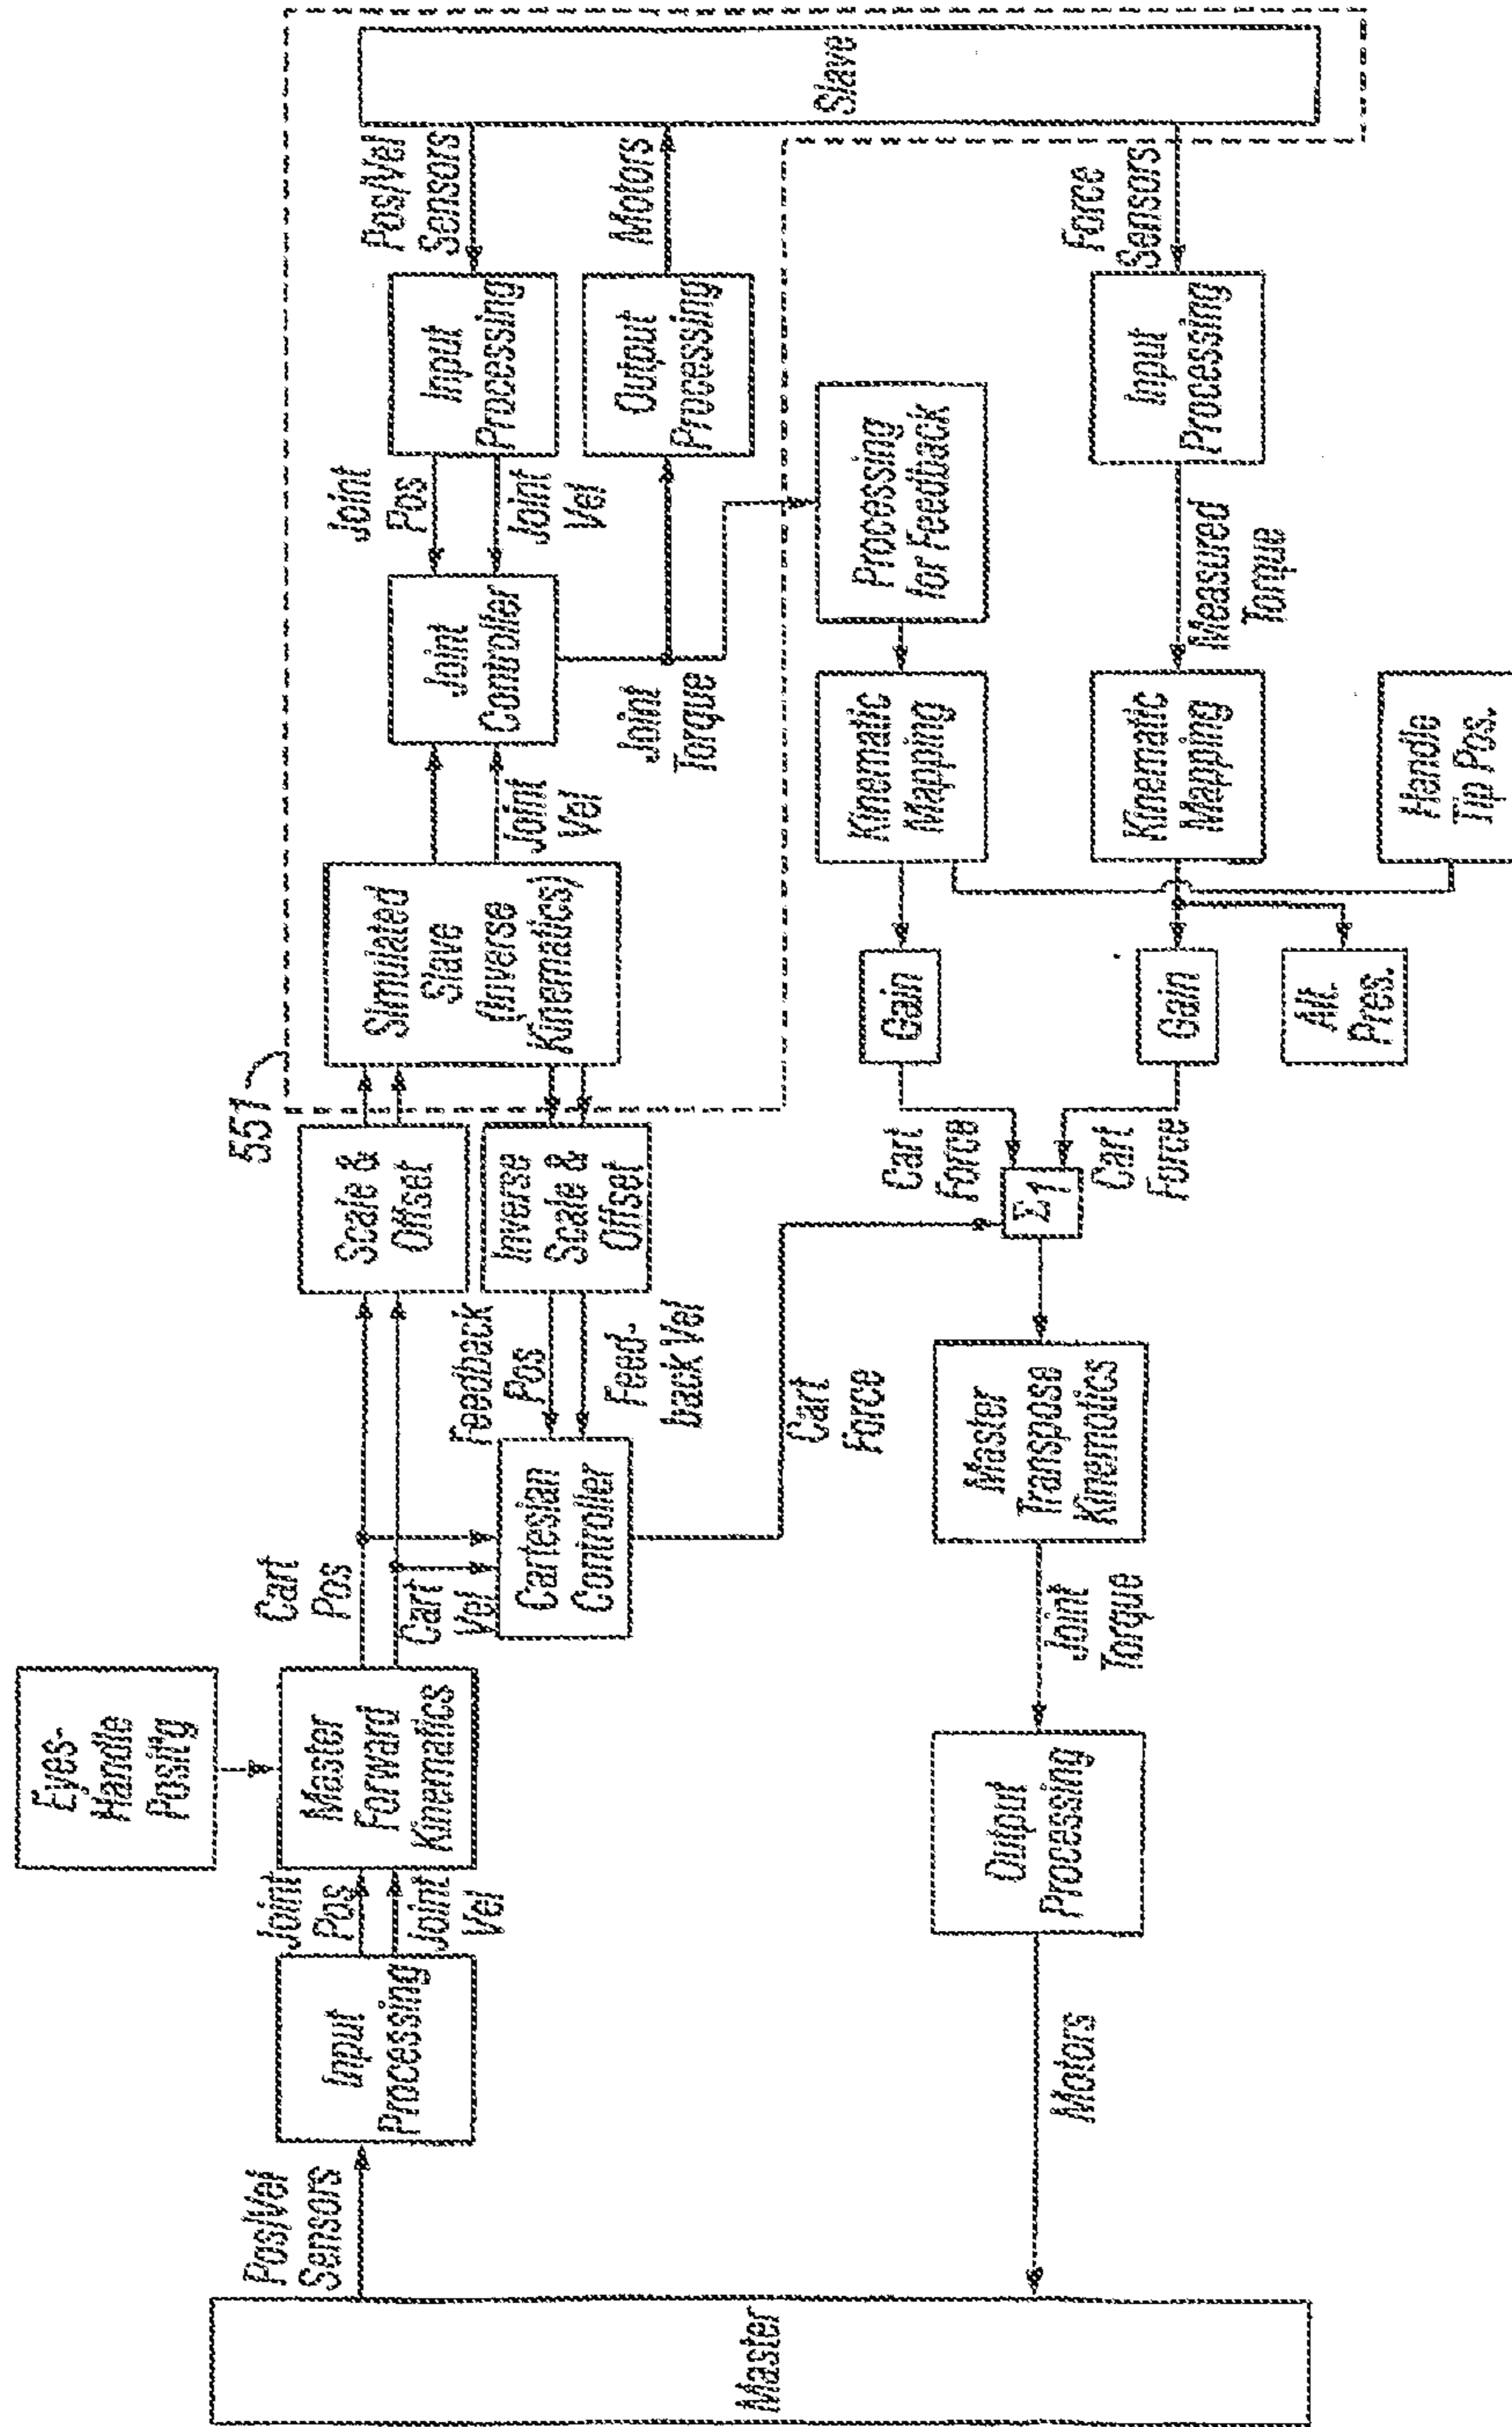 551
Eyes-
Handle
Positg
Pos/Vel
Sensors
Input
Processing
Joint
Pos
Joint
Vel
Master
Forward
Kinematics
Cart
Pos
Cart
Vel
Cartesian
Controller
Feedback
Pos
Feed-
back Vel
Scale &
Offset
Inverse
Scale &
Offset
Simulated
Slave
(Inverse
Kinematics)
Joint
Vel
Joint
Controller
Joint
Torque
Joint
Pos
Joint
Vel
Input
Processing
Output
Processing
Pos/Vel
Sensors
Motors
Slave
Master
Motors
Output
Processing
Joint
Torque
Master
Transpose
Kinemotics
Cart
Force
Σ1
Cart
Force
Cart
Force
Gain
Gain
Alt.
Pres.
Kinematic
Mapping
Kinematic
Mapping
Handle
Tip Pos.
Processing
for Feedback
Measured
Torque
Input
Processing
Force
Sensors